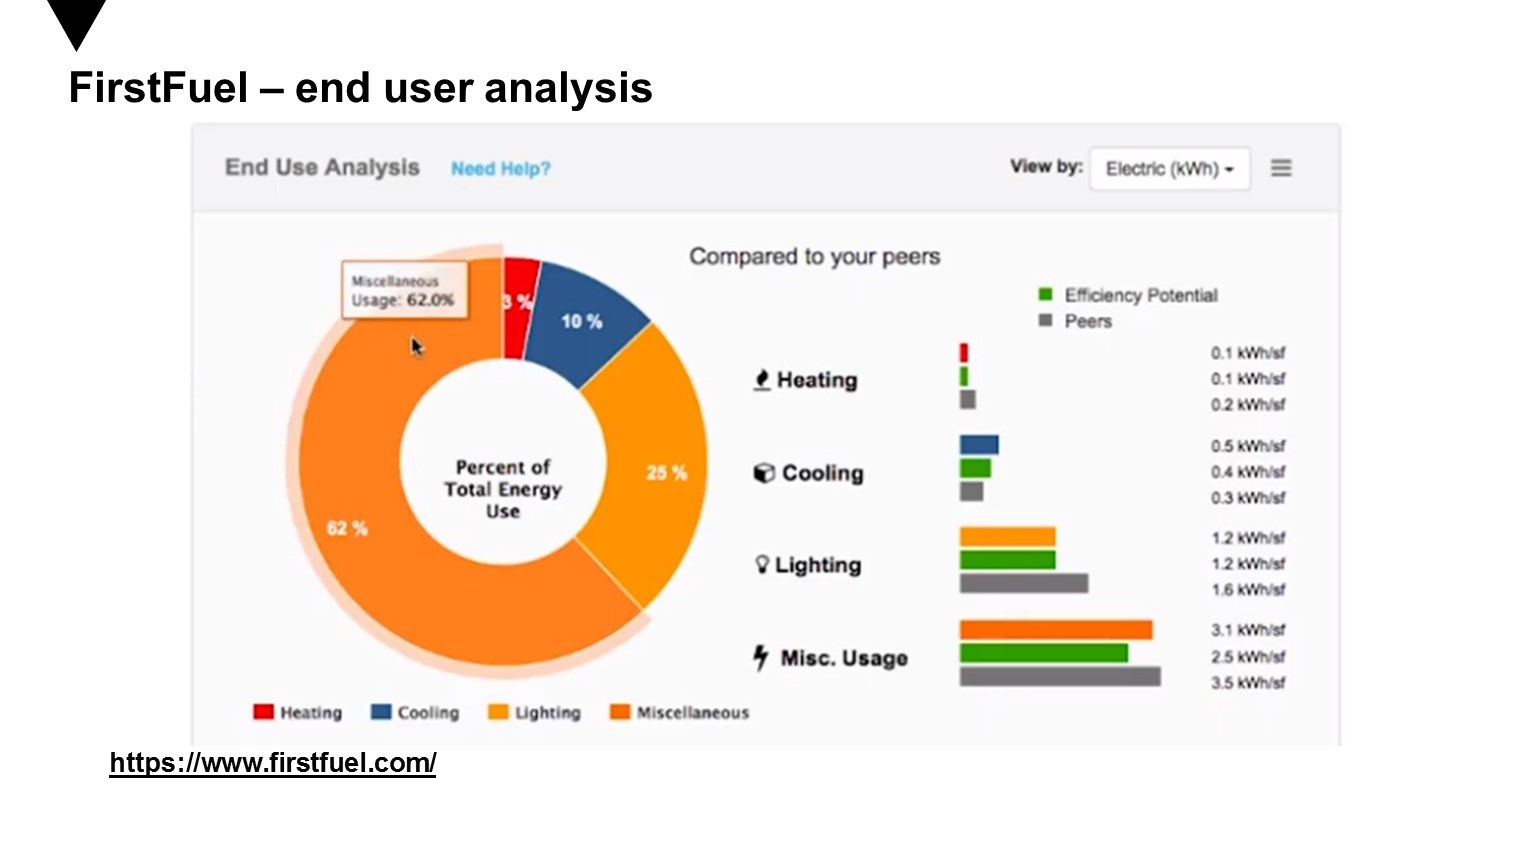 FirstFuel – end user analysis
End Use Analysis
Need Help?
View by:
Electric (kWh)
Miscellaneous
Usage: 62.0%
3 %
10 %
25 %
62 %
Percent of
Total Energy
Use
Heating
Cooling
Lighting
Miscellaneous
Compared to your peers
Efficiency Potential
Peers
Heating
0.1 kWh/sf
0.1 kWh/sf
0.2 kWh/sf
Cooling
0.5 kWh/sf
0.4 kWh/sf
0.3 kWh/sf
Lighting
1.2 kWh/sf
1.2 kWh/sf
1.6 kWh/sf
Misc. Usage
3.1 kWh/sf
2.5 kWh/sf
3.5 kWh/sf
https://www.firstfuel.com/